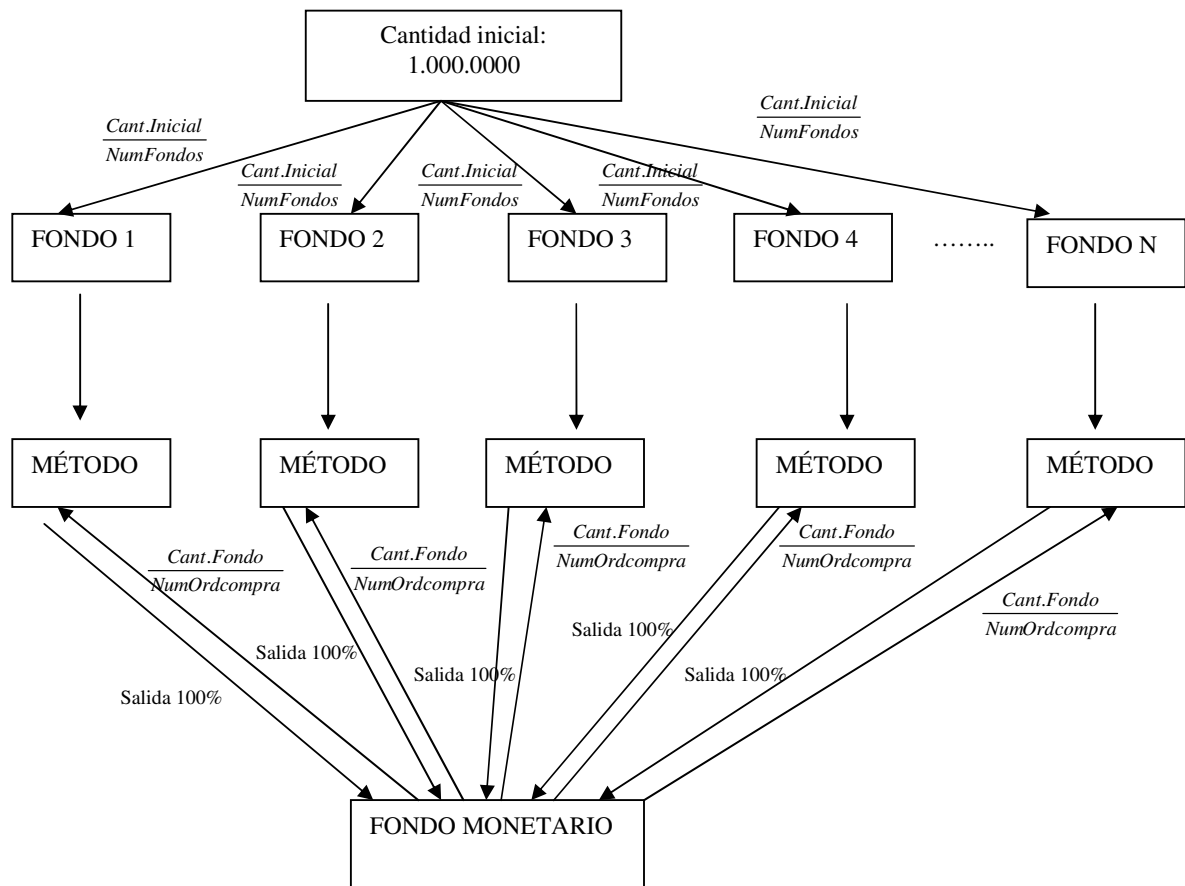 Cantidad inicial:
1.000.0000
Cant.Inicial
NumFondos
Cant.Inicial
NumFondos
Cant.Inicial
NumFondos
Cant.Inicial
NumFondos
Cant.Inicial
NumFondos
FONDO 1
FONDO 2
FONDO 3
FONDO 4
……..
FONDO N
MÉTODO
MÉTODO
MÉTODO
MÉTODO
MÉTODO
Cant.Fondo
NumOrdcompra
Cant.Fondo
NumOrdcompra
Cant.Fondo
NumOrdcompra
Cant.Fondo
NumOrdcompra
Cant.Fondo
NumOrdcompra
Salida 100%
Salida 100%
Salida 100%
Salida 100%
Salida 100%
FONDO MONETARIO